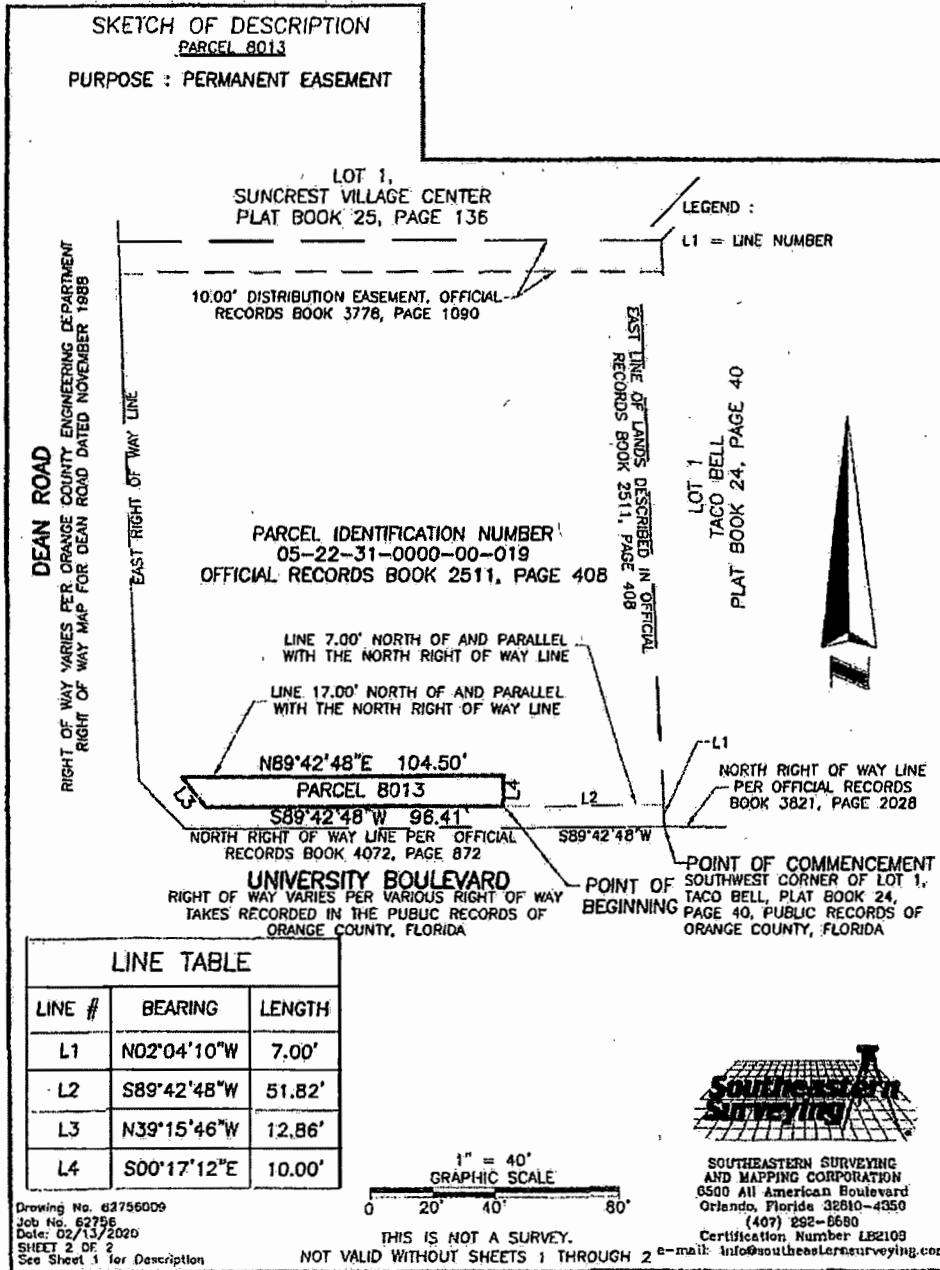 SKETCH OF DESCRIPTION
PARCEL 8013
PURPOSE : PERMANENT EASEMENT
LOT 1,
SUNCREST VILLAGE CENTER
PLAT BOOK 25, PAGE 136
LEGEND :
L1 = LINE NUMBER
10.00' DISTRIBUTION EASEMENT, OFFICIAL
RECORDS BOOK 3778, PAGE 1090
DEAN ROAD
RIGHT OF WAY VARIES PER ORANGE COUNTY ENGINEERING DEPARTMENT
RIGHT OF WAY MAP FOR DEAN ROAD DATED NOVEMBER 1988
EAST RIGHT OF WAY LINE
EAST LINE OF LANDS DESCRIBED IN OFFICIAL
RECORDS BOOK 2511, PAGE 408
LOT 1
TACO BELL
PLAT BOOK 24, PAGE 40
PARCEL IDENTIFICATION NUMBER
05-22-31-0000-00-019
OFFICIAL RECORDS BOOK 2511, PAGE 408
LINE 7.00' NORTH OF AND PARALLEL
WITH THE NORTH RIGHT OF WAY LINE
LINE 17.00' NORTH OF AND PARALLEL
WITH THE NORTH RIGHT OF WAY LINE
L1
N89°42'48"E 104.50'
NORTH RIGHT OF WAY LINE
PER OFFICIAL RECORDS
BOOK 3821, PAGE 2028
L3
PARCEL 8013
L4
L2
S89°42'48"W 96.41'
S89°42'48"W
NORTH RIGHT OF WAY LINE PER OFFICIAL
RECORDS BOOK 4072, PAGE 872
UNIVERSITY BOULEVARD
RIGHT OF WAY VARIES PER VARIOUS RIGHT OF WAY
TAKES RECORDED IN THE PUBLIC RECORDS OF
ORANGE COUNTY, FLORIDA
POINT OF
BEGINNING
POINT OF COMMENCEMENT
SOUTHWEST CORNER OF LOT 1,
TACO BELL, PLAT BOOK 24,
PAGE 40, PUBLIC RECORDS OF
ORANGE COUNTY, FLORIDA
LINE TABLE
LINE # BEARING LENGTH
L1 N02°04'10"W 7.00'
L2 S89°42'48"W 51.82'
L3 N39°15'46"W 12.86'
L4 S00°17'12"E 10.00'
Southeastern
Surveying
SOUTHEASTERN SURVEYING
AND MAPPING CORPORATION
6500 All American Boulevard
Orlando, Florida 32810-4350
(407) 292-8580
Certification Number LB2108
e-mail: info@southeasternsurveying.com
1" = 40'
GRAPHIC SCALE
0 20' 40' 80'
Drawing No. 62756009
Job No. 62756
Date: 02/13/2020
SHEET 2 OF 2
See Sheet 1 for Description
THIS IS NOT A SURVEY.
NOT VALID WITHOUT SHEETS 1 THROUGH 2